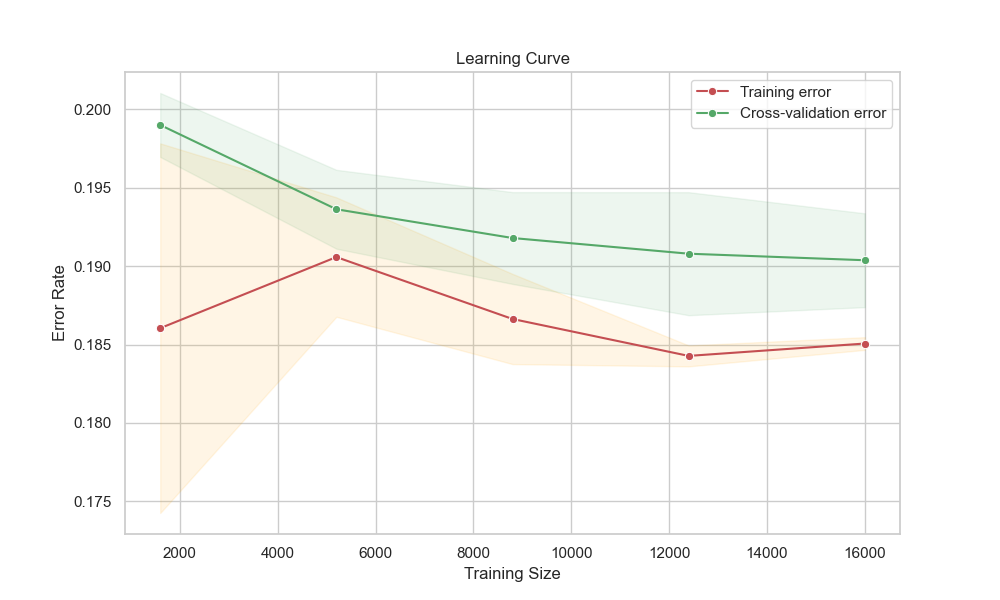 Learning Curve
Training error
Cross-validation error
0.200
0.195
0.190
0.185
0.180
0.175
Error Rate
2000 4000 6000 8000 10000 12000 14000 16000
Training Size